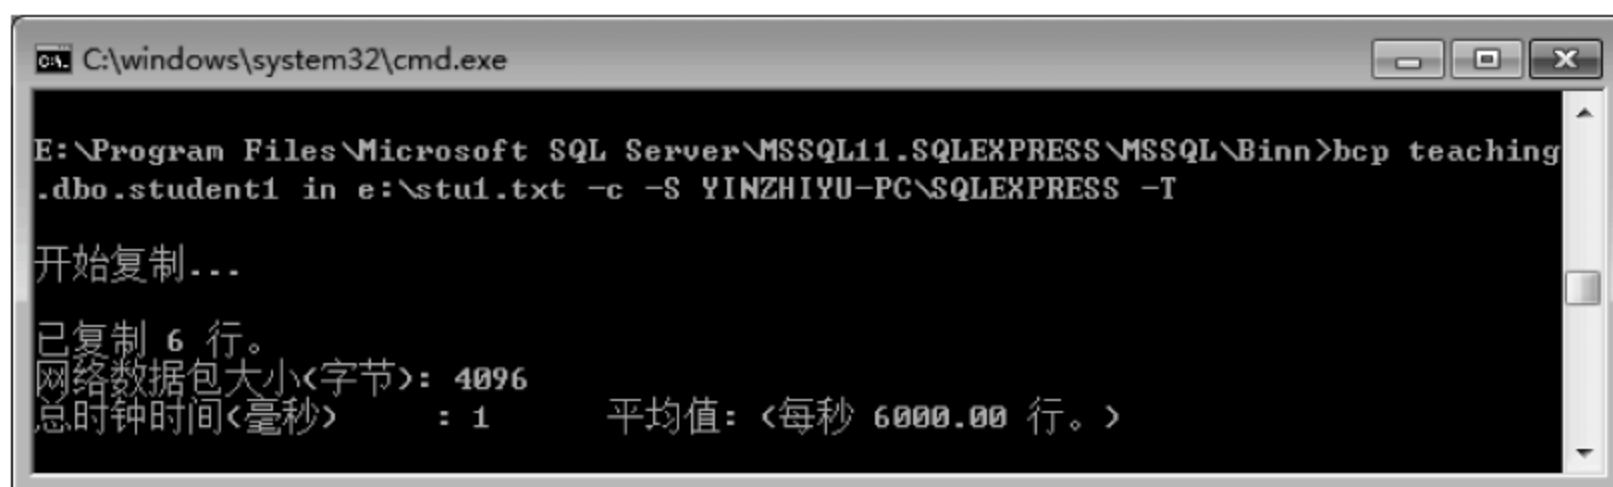 C:\windows\system32\cmd.exe
E:\Program Files\Microsoft SQL Server\MSSQL11.SQLEXPRESS\MSSQL\Binn>bcp teaching
.dbo.student1 in e:\stu1.txt -c -S YINZHIYU-PC\SQLEXPRESS -T
开始复制...
已复制 6 行。
网络数据包大小(字节): 4096
总时钟时间(毫秒)     : 1      平均值: (每秒 6000.00 行。)